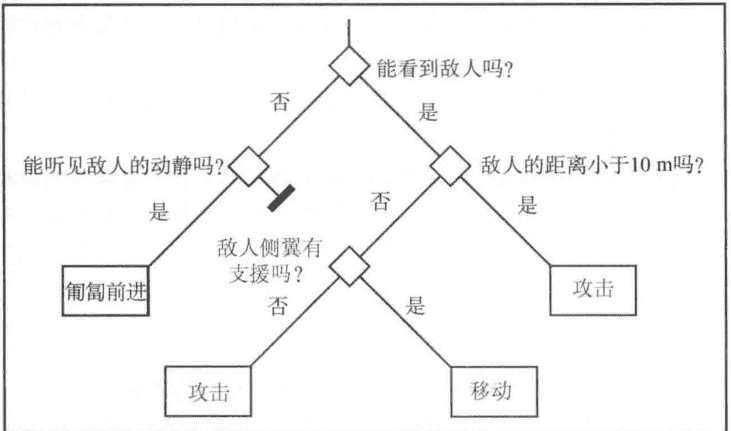 能看到敌人吗?
否
是
能听见敌人的动静吗?
敌人的距离小于10 m吗?
是
否
是
敌人侧翼有
支援吗?
匍匐前进
攻击
否
是
攻击
移动